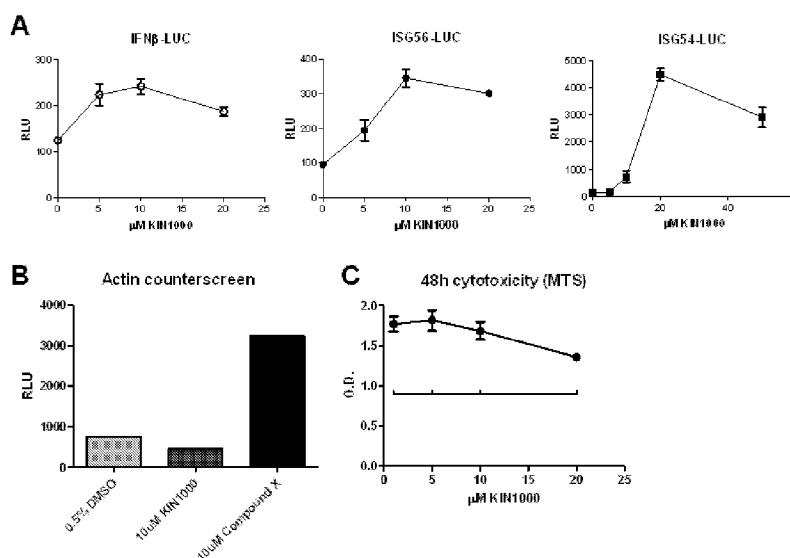 A
IFNβ-LUC
300
200
100
0
RLU
0 5 10 15 20 25
µM KIN1000
ISG56-LUC
400
300
200
100
0
RLU
0 5 10 15 20 25
µM KIN1000
ISG54-LUC
5000
4000
3000
2000
1000
0
RLU
0 20 40
µM KIN1000
B
Actin counterscreen
4000
3000
2000
1000
0
RLU
0.5% DMSO
10uM KIN1000
10uM Compound X
C
48h cytotoxicity (MTS)
2.0
1.5
1.0
0.5
0.0
O.D.
0 5 10 15 20 25
µM KIN1000